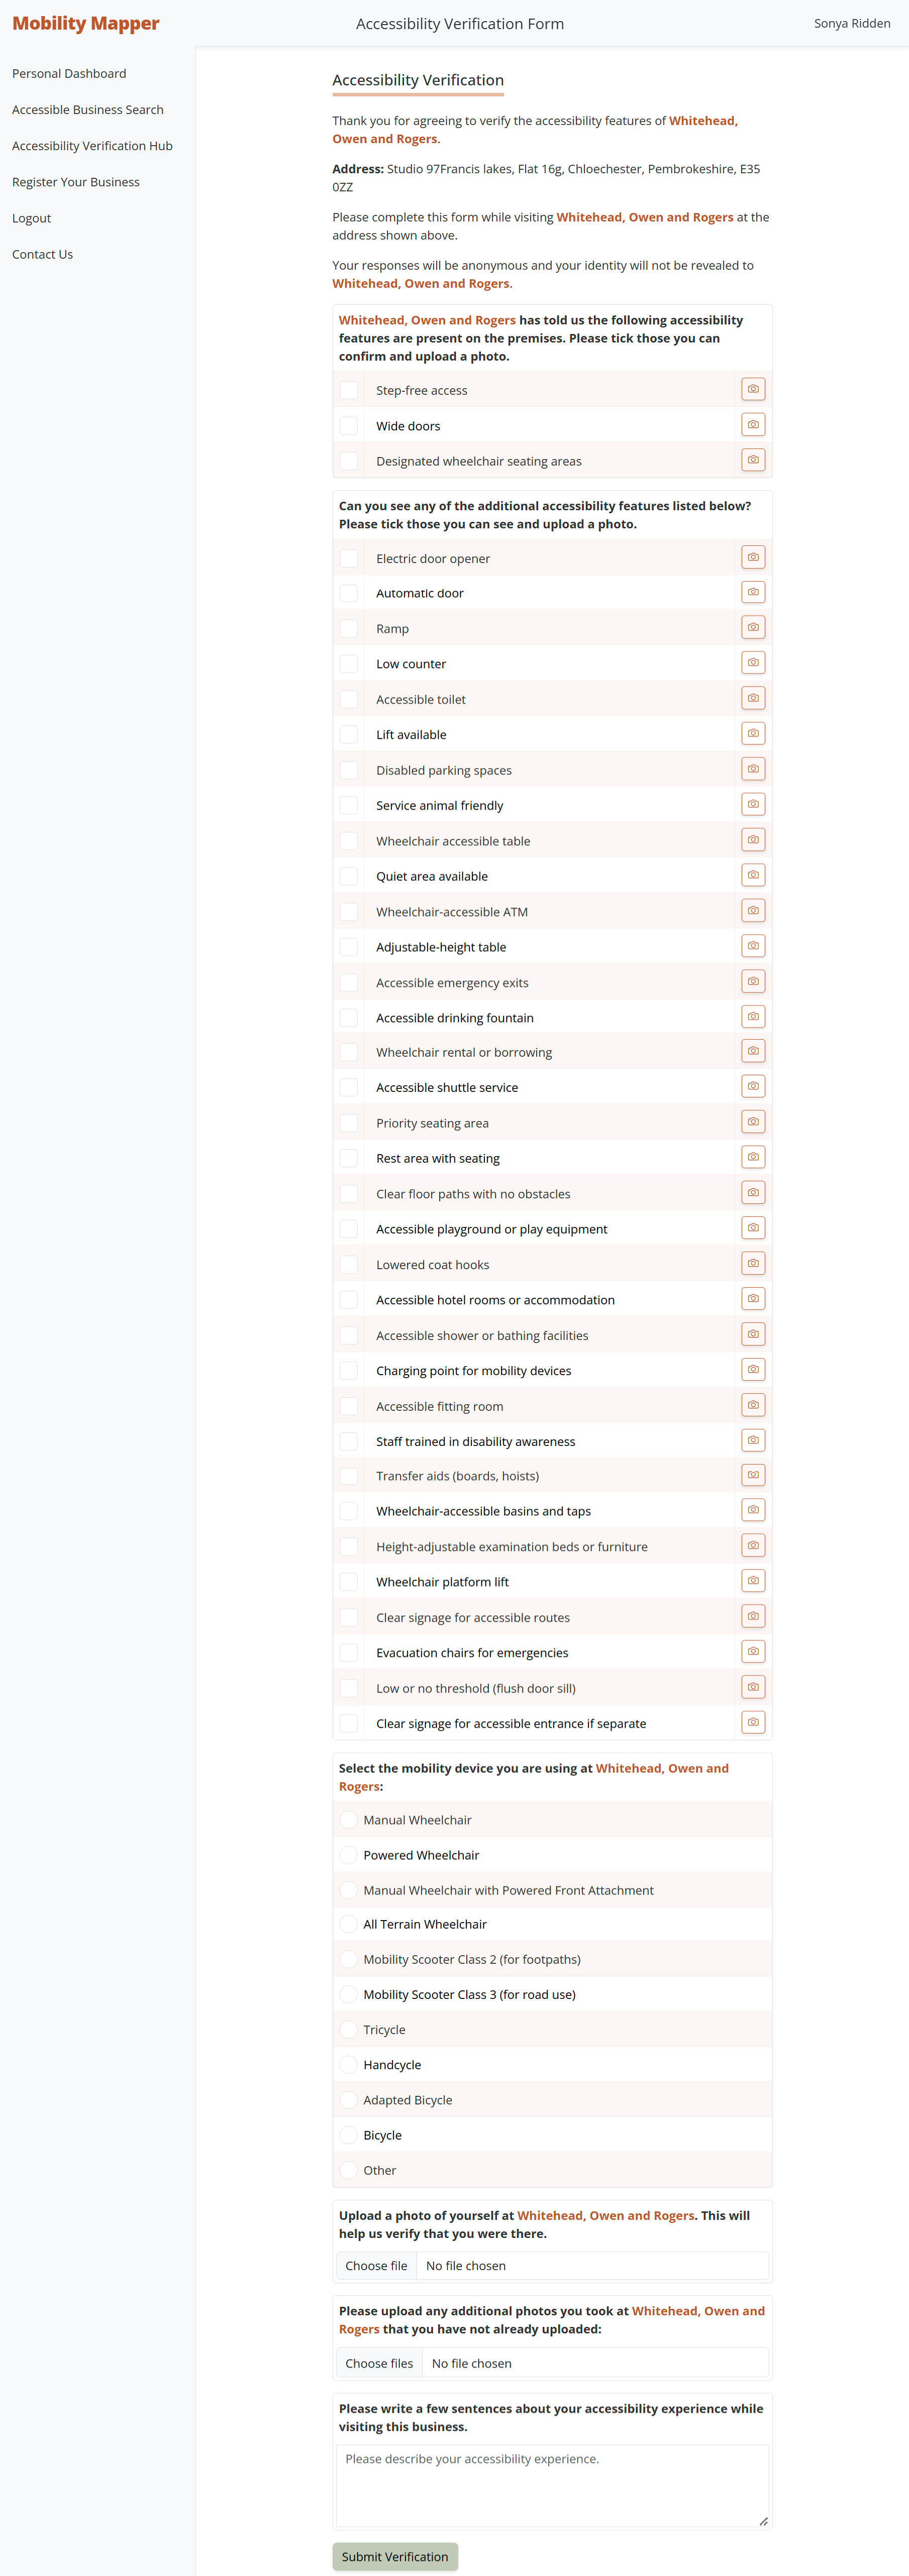 Mobility Mapper
Accessibility Verification Form
Sonya Ridden
Personal Dashboard
Accessible Business Search
Accessibility Verification Hub
Register Your Business
Logout
Contact Us
Accessibility Verification
Thank you for agreeing to verify the accessibility features of Whitehead,
Owen and Rogers.
Address: Studio 97Francis lakes, Flat 16g, Chloechester, Pembrokeshire, E35
0ZZ
Please complete this form while visiting Whitehead, Owen and Rogers at the
address shown above.
Your responses will be anonymous and your identity will not be revealed to
Whitehead, Owen and Rogers.
Whitehead, Owen and Rogers has told us the following accessibility
features are present on the premises. Please tick those you can
confirm and upload a photo.
Step-free access
Wide doors
Designated wheelchair seating areas
Can you see any of the additional accessibility features listed below?
Please tick those you can see and upload a photo.
Electric door opener
Automatic door
Ramp
Low counter
Accessible toilet
Lift available
Disabled parking spaces
Service animal friendly
Wheelchair accessible table
Quiet area available
Wheelchair-accessible ATM
Adjustable-height table
Accessible emergency exits
Accessible drinking fountain
Wheelchair rental or borrowing
Accessible shuttle service
Priority seating area
Rest area with seating
Clear floor paths with no obstacles
Accessible playground or play equipment
Lowered coat hooks
Accessible hotel rooms or accommodation
Accessible shower or bathing facilities
Charging point for mobility devices
Accessible fitting room
Staff trained in disability awareness
Transfer aids (boards, hoists)
Wheelchair-accessible basins and taps
Height-adjustable examination beds or furniture
Wheelchair platform lift
Clear signage for accessible routes
Evacuation chairs for emergencies
Low or no threshold (flush door sill)
Clear signage for accessible entrance if separate
Select the mobility device you are using at Whitehead, Owen and
Rogers:
Manual Wheelchair
Powered Wheelchair
Manual Wheelchair with Powered Front Attachment
All Terrain Wheelchair
Mobility Scooter Class 2 (for footpaths)
Mobility Scooter Class 3 (for road use)
Tricycle
Handcycle
Adapted Bicycle
Bicycle
Other
Upload a photo of yourself at Whitehead, Owen and Rogers. This will
help us verify that you were there.
Choose file No file chosen
Please upload any additional photos you took at Whitehead, Owen and
Rogers that you have not already uploaded:
Choose files No file chosen
Please write a few sentences about your accessibility experience while
visiting this business.
Please describe your accessibility experience.
Submit Verification